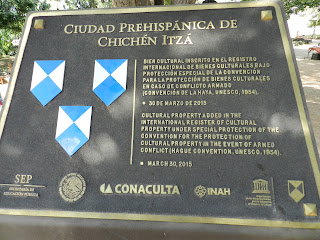 CIUDAD PREHISPÁNICA DE
CHICHÉN ITZÁ
BIEN CULTURAL INSCRITO EN EL REGISTRO
INTERNACIONAL DE BIENES CULTURALES BAJO
PROTECCIÓN ESPECIAL DE LA CONVENCIÓN
PARA LA PROTECCIÓN DE BIENES CULTURALES
EN CASO DE CONFLICTO ARMADO
(CONVENCIÓN DE LA HAYA, UNESCO, 1954).
• 30 DE MARZO DE 2015
CULTURAL PROPERTY ADDED IN THE
INTERNATIONAL REGISTER OF CULTURAL
PROPERTY UNDER SPECIAL PROTECTION OF THE
CONVENTION FOR THE PROTECTION OF
CULTURAL PROPERTY IN THE EVENT OF ARMED
CONFLICT (HAGUE CONVENTION, UNESCO, 1954).
• MARCH 30, 2015
SEP
SECRETARÍA DE
EDUCACIÓN PÚBLICA
CONACULTA
INAH